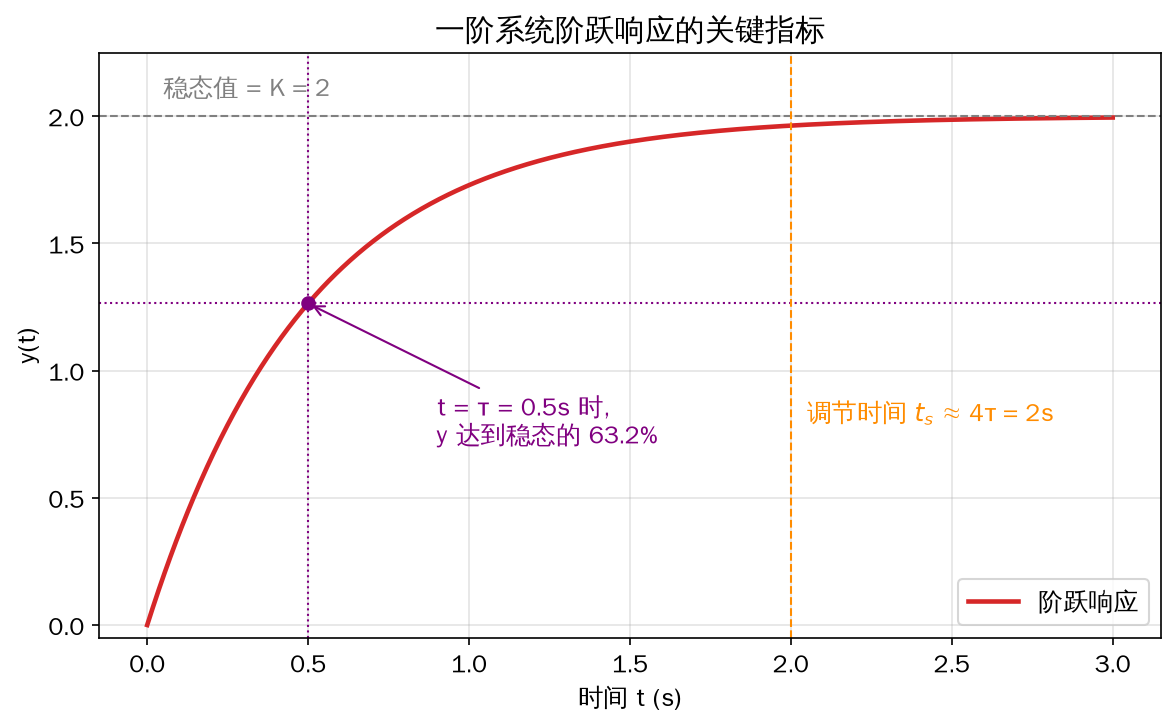 一阶系统阶跃响应的关键指标
稳态值 = K = 2
2.0
1.5
1.0
0.5
0.0
y(t)
t = τ = 0.5s 时,
y 达到稳态的 63.2%
调节时间 tₛ ≈ 4τ = 2s
阶跃响应
0.0 0.5 1.0 1.5 2.0 2.5 3.0
时间 t (s)